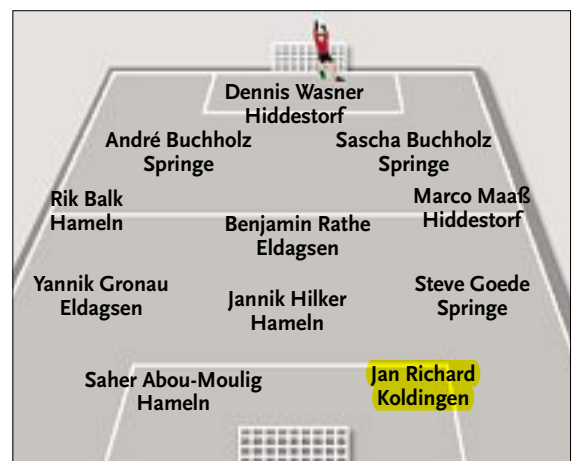 Dennis Wasner
Hiddestorf
André Buchholz
Springe
Sascha Buchholz
Springe
Rik Balk
Hameln
Marco Maaß
Hiddestorf
Benjamin Rathe
Eldagsen
Yannik Gronau
Eldagsen
Jannik Hilker
Hameln
Steve Goede
Springe
Saher Abou-Moulig
Hameln
Jan Richard
Koldingen